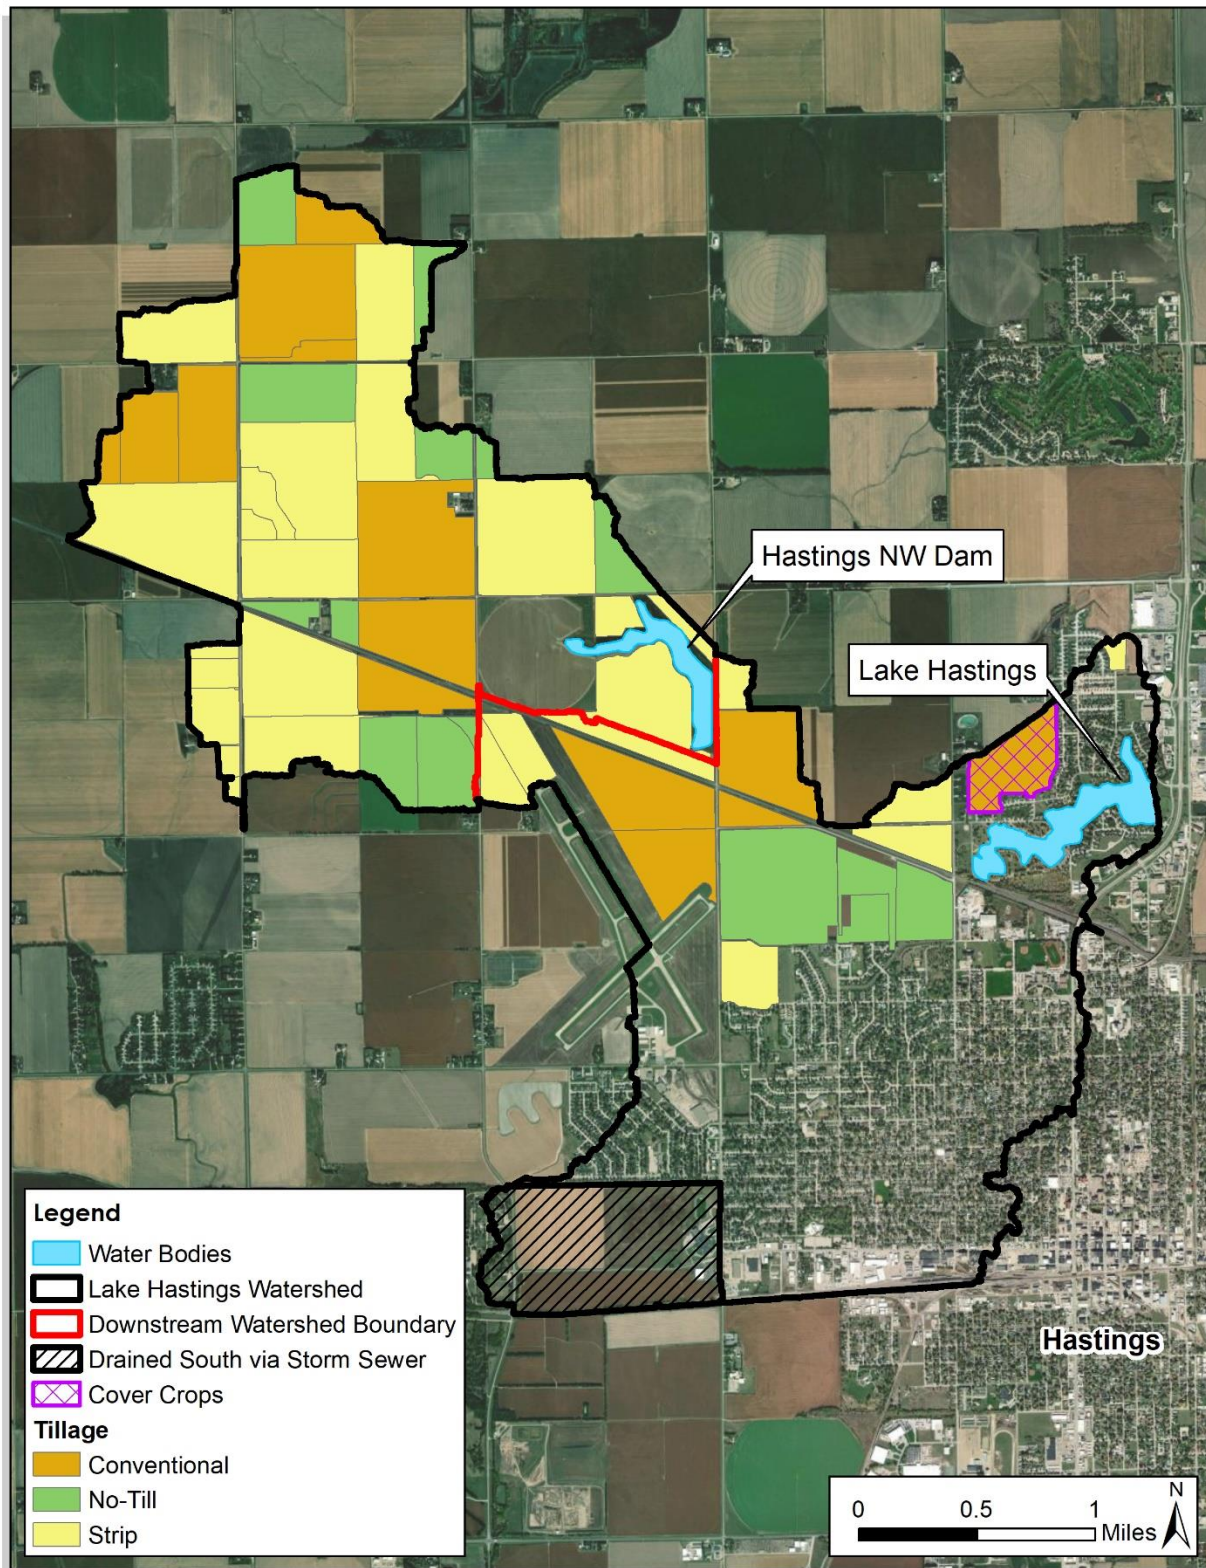 Hastings NW Dam
Lake Hastings
Hastings
Legend
Water Bodies
Lake Hastings Watershed
Downstream Watershed Boundary
Drained South via Storm Sewer
Cover Crops
Tillage
Conventional
No-Till
Strip
N
0 0.5 1
Miles